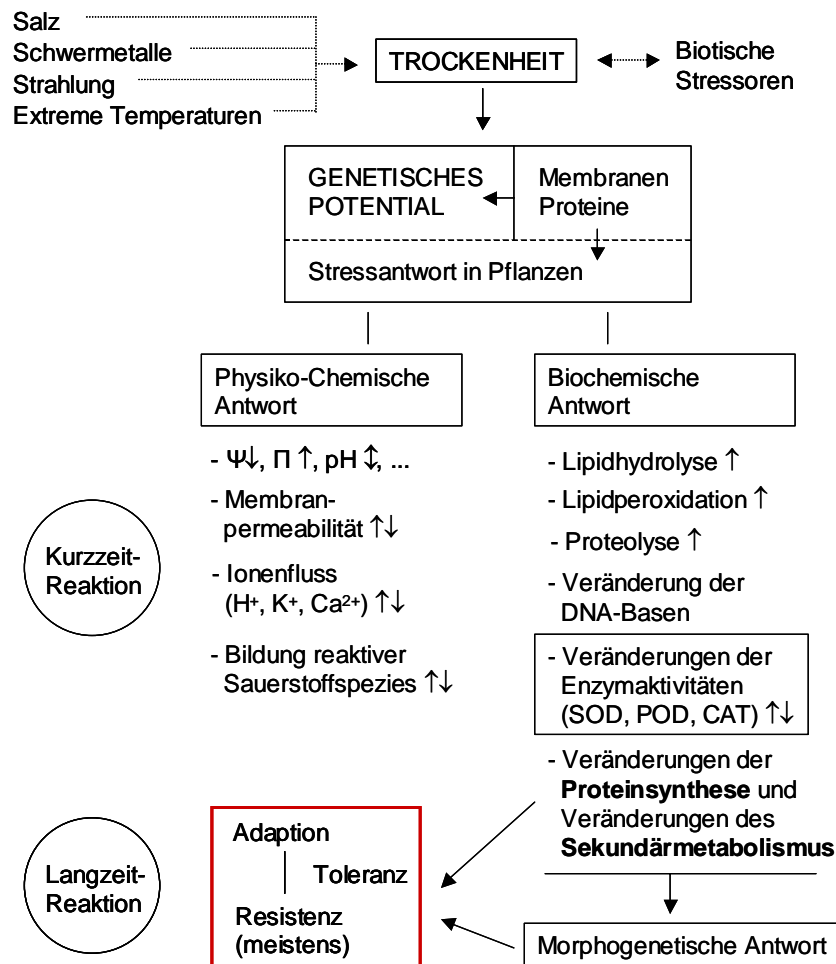 Salz
Schwermetalle
Strahlung
Extreme Temperaturen
TROCKENHEIT
Biotische
Stressoren
GENETISCHES
POTENTIAL
Membranen
Proteine
Stressantwort in Pflanzen
Physiko-Chemische
Antwort
Biochemische
Antwort
Kurzzeit-
Reaktion
- Ψ↓, Π ↑, pH ↕, ...
- Membran-
permeabilität ↑↓
- Ionenfluss
(H⁺, K⁺, Ca²⁺) ↑↓
- Bildung reaktiver
Sauerstoffspezies ↑↓
- Lipidhydrolyse ↑
- Lipidperoxidation ↑
- Proteolyse ↑
- Veränderung der
DNA-Basen
- Veränderungen der
Enzymaktivitäten
(SOD, POD, CAT) ↑↓
- Veränderungen der
Proteinsynthese und
Veränderungen des
Sekundärmetabolismus
Langzeit-
Reaktion
Adaption
Toleranz
Resistenz
(meistens)
Morphogenetische Antwort